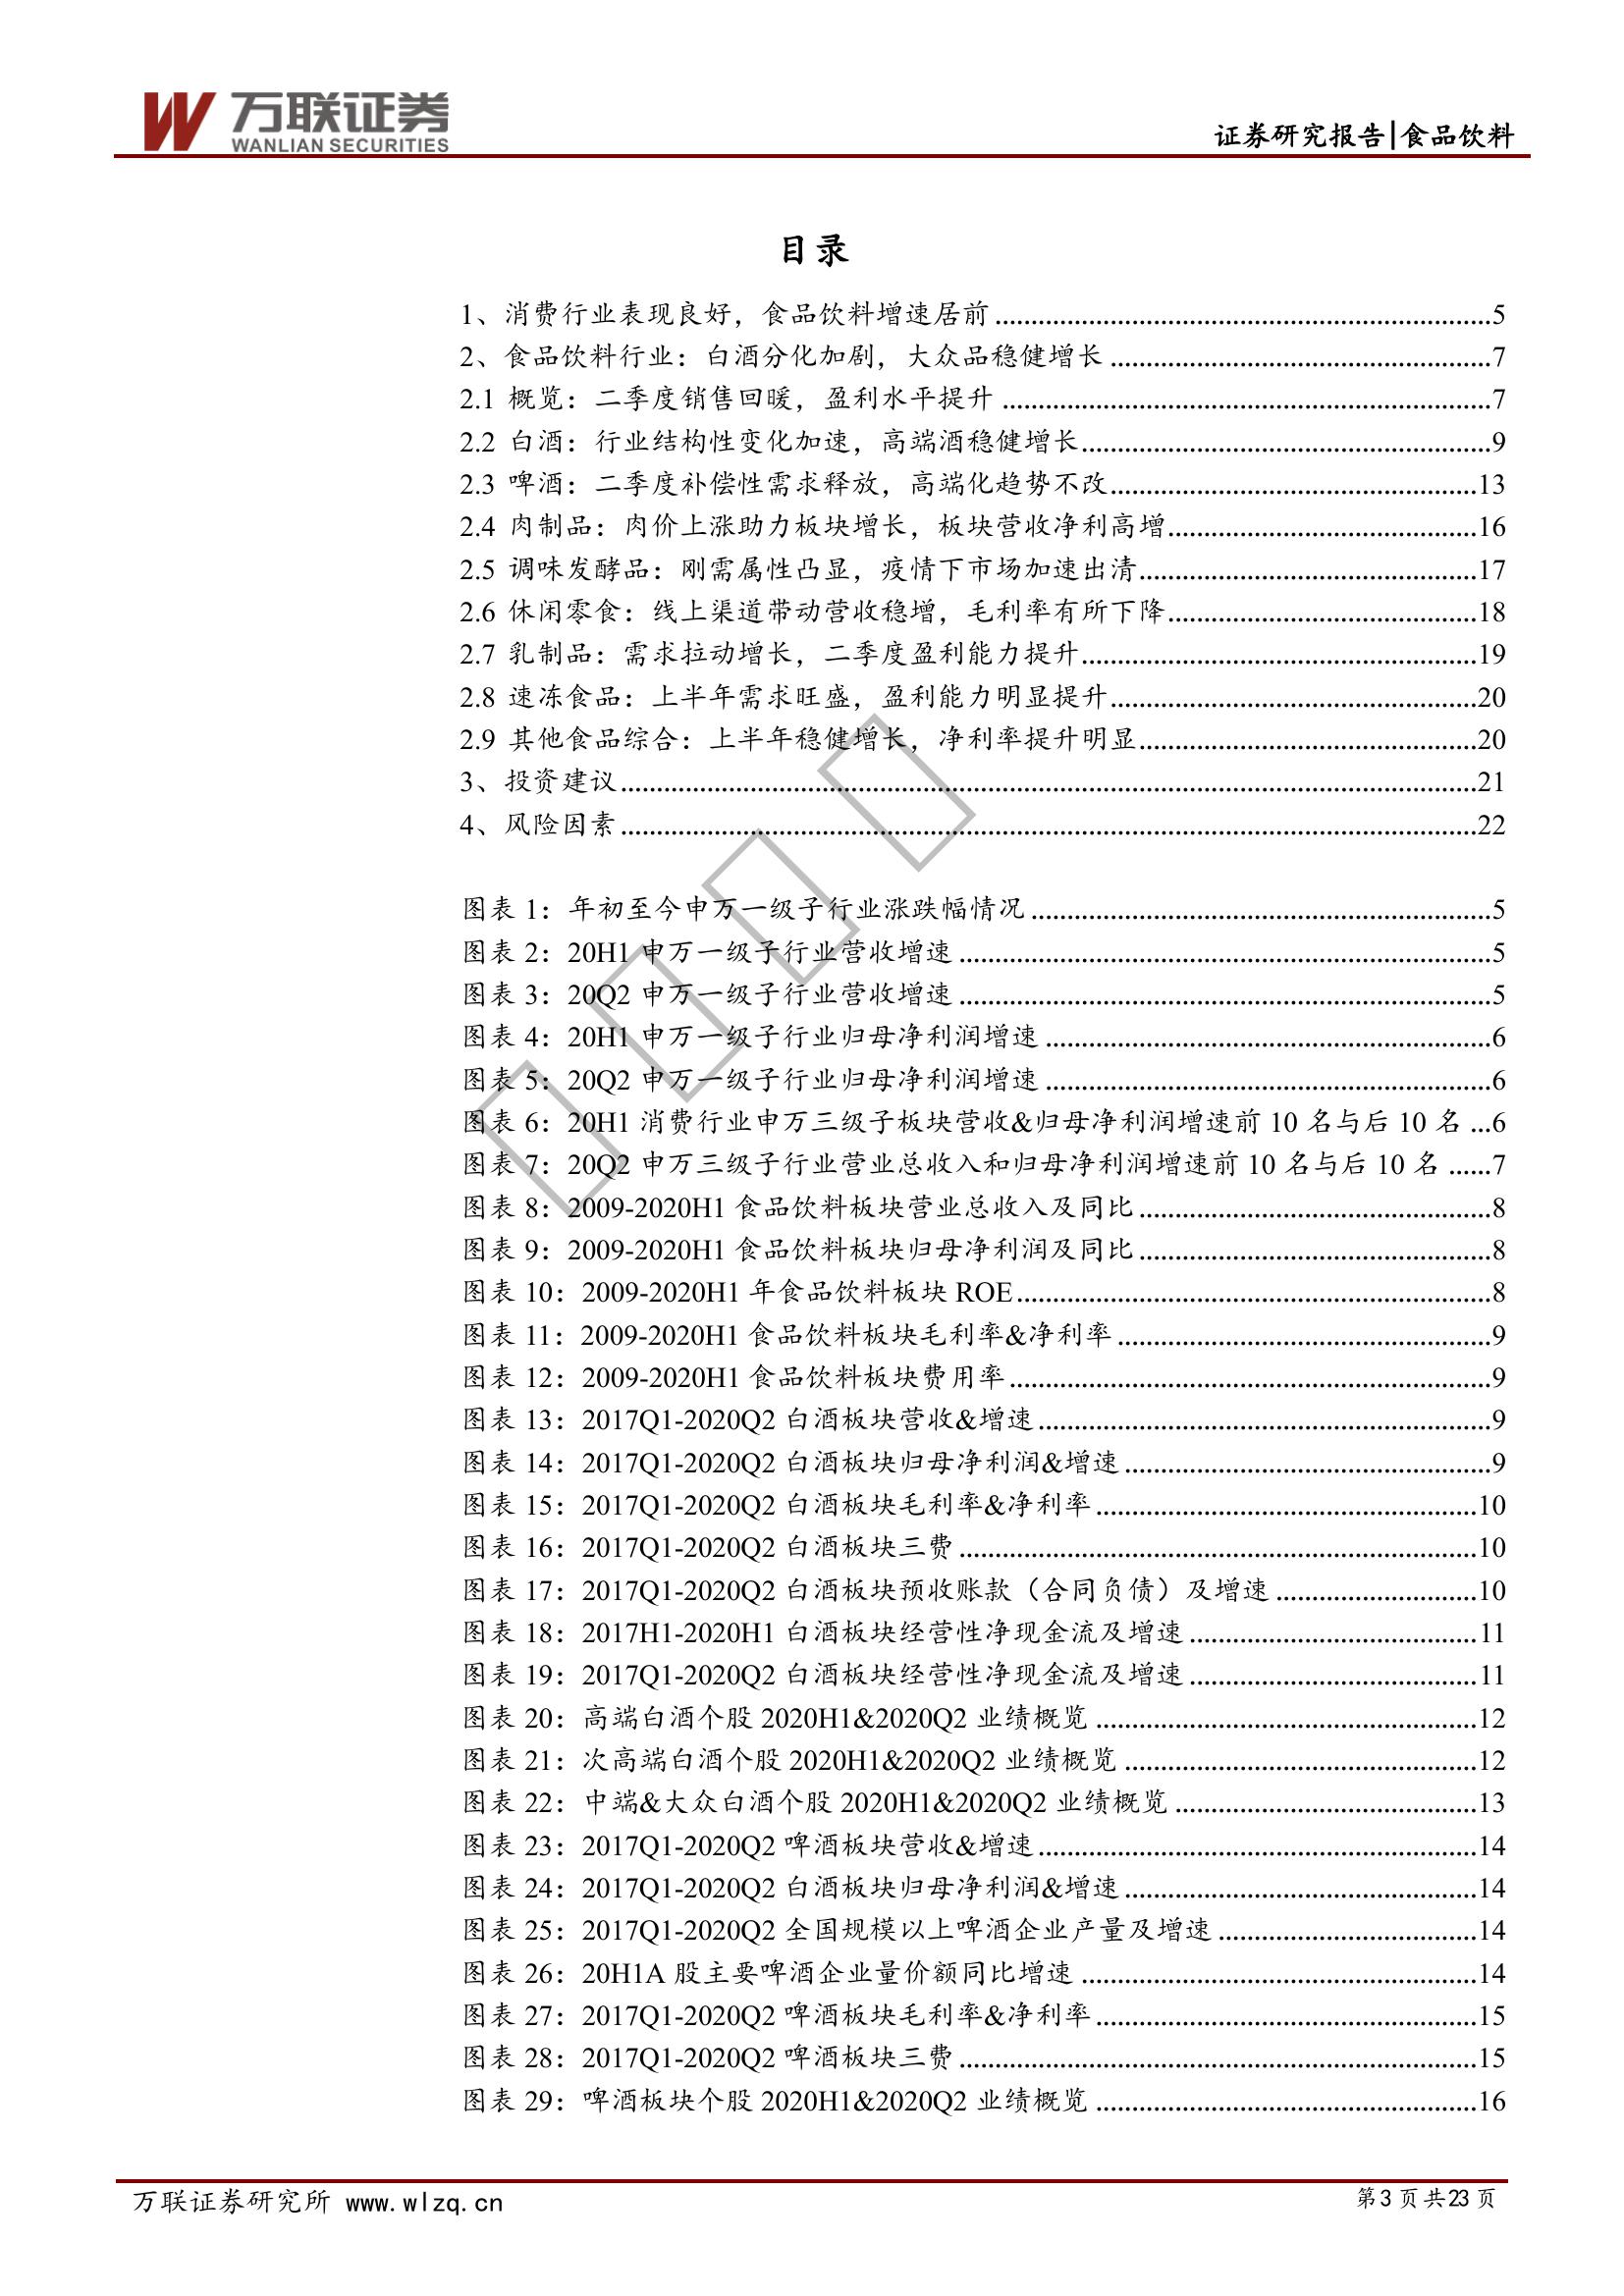 万联证券
WANLIAN SECURITIES
证券研究报告|食品饮料
目录
1、消费行业表现良好，食品饮料增速居前 5
2、食品饮料行业：白酒分化加剧，大众品稳健增长 7
2.1 概览：二季度销售回暖，盈利水平提升 7
2.2 白酒：行业结构性变化加速，高端酒稳健增长 9
2.3 啤酒：二季度补偿性需求释放，高端化趋势不改 13
2.4 肉制品：肉价上涨助力板块增长，板块营收净利高增 16
2.5 调味发酵品：刚需属性凸显，疫情下市场加速出清 17
2.6 休闲零食：线上渠道带动营收稳增，毛利率有所下降 18
2.7 乳制品：需求拉动增长，二季度盈利能力提升 19
2.8 速冻食品：上半年需求旺盛，盈利能力明显提升 20
2.9 其他食品综合：上半年稳健增长，净利率提升明显 20
3、投资建议 21
4、风险因素 22
图表 1：年初至今申万一级子行业涨跌幅情况 5
图表 2：20H1 申万一级子行业营收增速 5
图表 3：20Q2 申万一级子行业营收增速 5
图表 4：20H1 申万一级子行业归母净利润增速 6
图表 5：20Q2 申万一级子行业归母净利润增速 6
图表 6：20H1 消费行业申万三级子板块营收&归母净利润增速前 10 名与后 10 名 6
图表 7：20Q2 申万三级子行业营业总收入和归母净利润增速前 10 名与后 10 名 7
图表 8：2009-2020H1 食品饮料板块营业总收入及同比 8
图表 9：2009-2020H1 食品饮料板块归母净利润及同比 8
图表 10：2009-2020H1 年食品饮料板块 ROE 8
图表 11：2009-2020H1 食品饮料板块毛利率&净利率 9
图表 12：2009-2020H1 食品饮料板块费用率 9
图表 13：2017Q1-2020Q2 白酒板块营收&增速 9
图表 14：2017Q1-2020Q2 白酒板块归母净利润&增速 9
图表 15：2017Q1-2020Q2 白酒板块毛利率&净利率 10
图表 16：2017Q1-2020Q2 白酒板块三费 10
图表 17：2017Q1-2020Q2 白酒板块预收账款（合同负债）及增速 10
图表 18：2017H1-2020H1 白酒板块经营性净现金流及增速 11
图表 19：2017Q1-2020Q2 白酒板块经营性净现金流及增速 11
图表 20：高端白酒个股 2020H1&2020Q2 业绩概览 12
图表 21：次高端白酒个股 2020H1&2020Q2 业绩概览 12
图表 22：中端&大众白酒个股 2020H1&2020Q2 业绩概览 13
图表 23：2017Q1-2020Q2 啤酒板块营收&增速 14
图表 24：2017Q1-2020Q2 白酒板块归母净利润&增速 14
图表 25：2017Q1-2020Q2 全国规模以上啤酒企业产量及增速 14
图表 26：20H1A 股主要啤酒企业量价额同比增速 14
图表 27：2017Q1-2020Q2 啤酒板块毛利率&净利率 15
图表 28：2017Q1-2020Q2 啤酒板块三费 15
图表 29：啤酒板块个股 2020H1&2020Q2 业绩概览 16
万联证券研究所 www.wlzq.cn
第 3 页 共 23 页